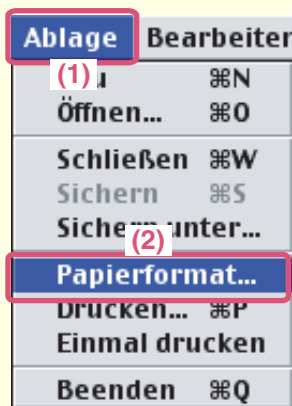 Ablage Bearbeiter
(1) u ⌘N
Öffnen... ⌘O
Schließen ⌘W
Sichern ⌘S
Sichern unter...
(2)
Papierformat...
Drucken... ⌘P
Einmal drucken
Beenden ⌘Q